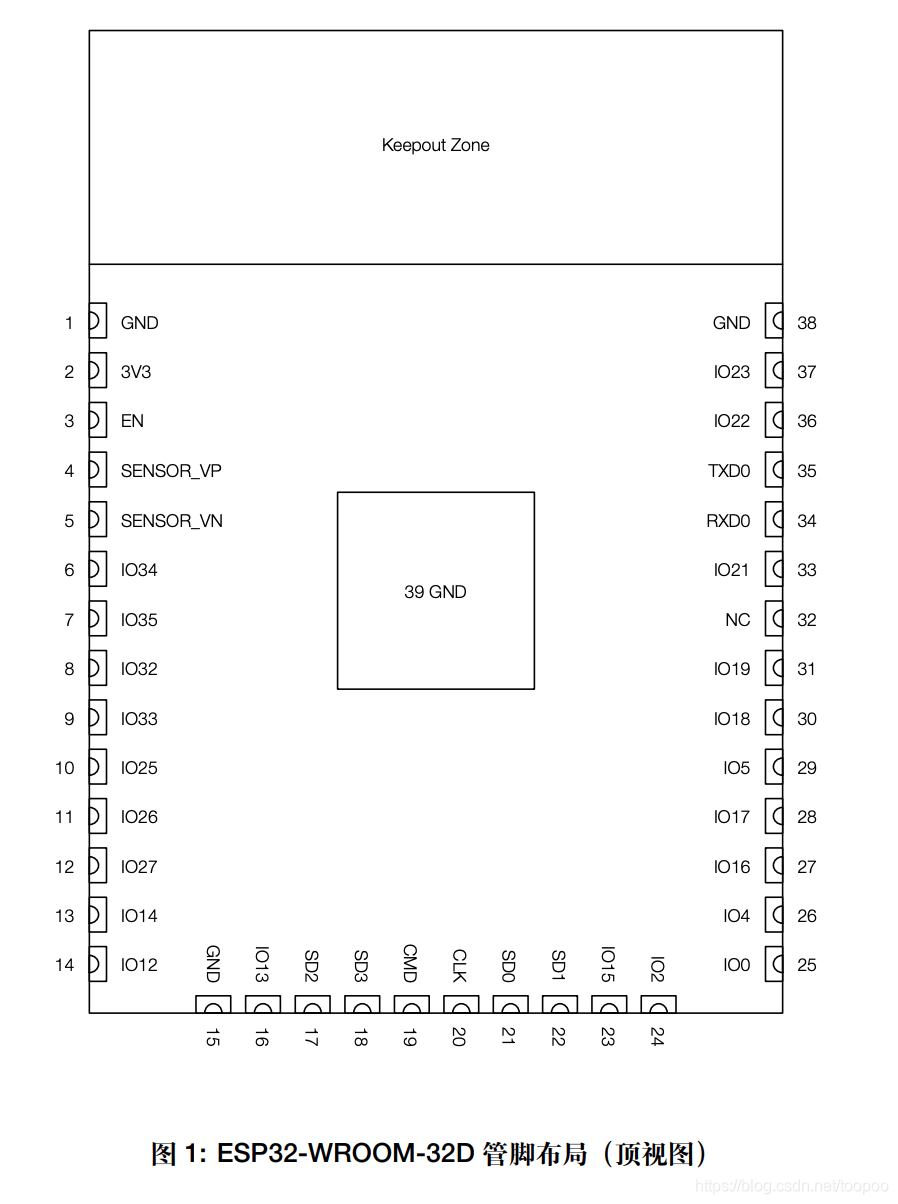 Keepout Zone
1 GND
2 3V3
3 EN
4 SENSOR_VP
5 SENSOR_VN
6 IO34
7 IO35
8 IO32
9 IO33
10 IO25
11 IO26
12 IO27
13 IO14
14 IO12
39 GND
GND 38
IO23 37
IO22 36
TXD0 35
RXD0 34
IO21 33
NC 32
IO19 31
IO18 30
IO5 29
IO17 28
IO16 27
IO4 26
IO0 25
GND 15
IO13 16
SD2 17
SD3 18
CMD 19
CLK 20
SD0 21
SD1 22
IO15 23
IO2 24
图 1: ESP32-WROOM-32D 管脚布局（顶视图）
https://blog.csdn.net/toopoo